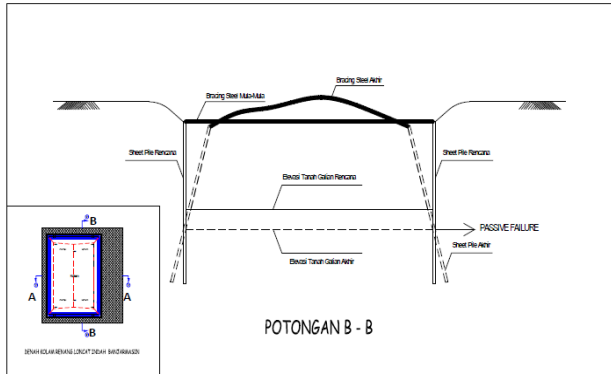 Bracing Steel Akhir
Bracing Steel Mula-Mula
Sheet Pile Rencana
Sheet Pile Rencana
Elevasi Tanah Galian Rencana
PASSIVE FAILURE
Elevasi Tanah Galian Akhir
Sheet Pile Akhir
B
A
A
B
POTONGAN B - B
DENAH KOLAM RENANG LONCAT INDAH BANJARMASIN